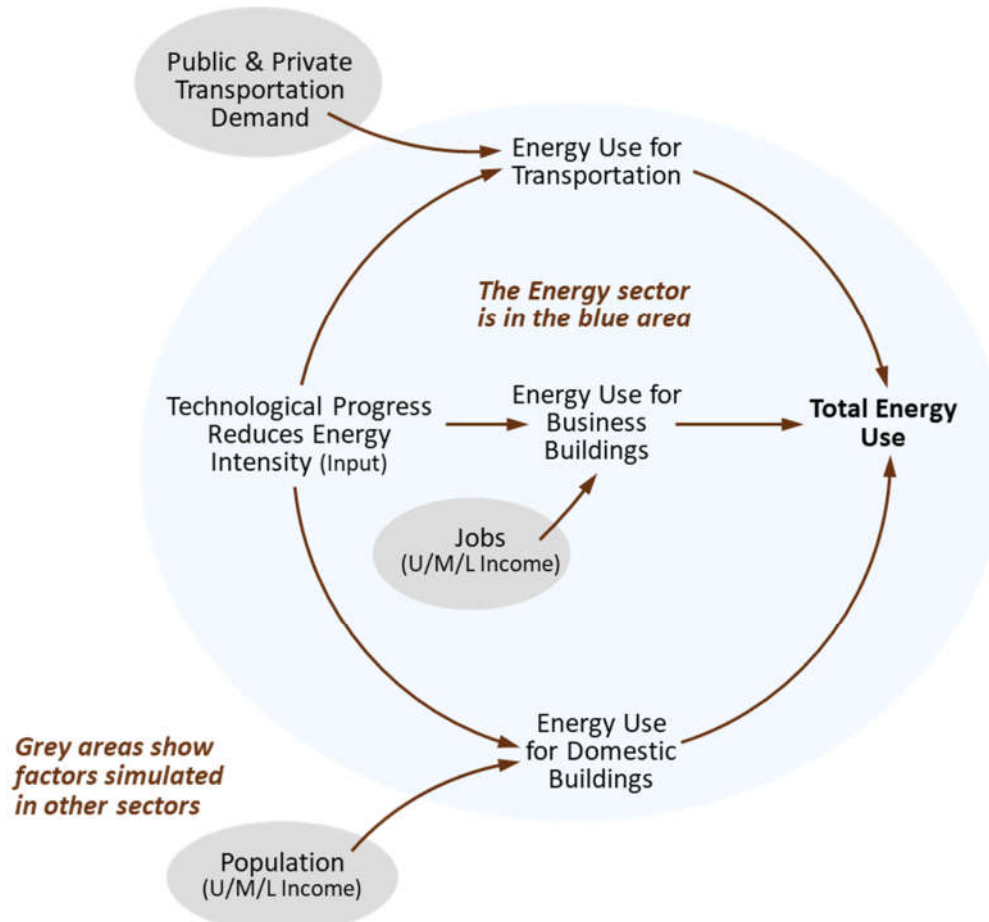 Public & Private
Transportation
Demand
Energy Use for
Transportation
The Energy sector
is in the blue area
Technological Progress
Reduces Energy
Intensity (Input)
Energy Use for
Business
Buildings
Total Energy
Use
Jobs
(U/M/L Income)
Energy Use
for Domestic
Buildings
Grey areas show
factors simulated
in other sectors
Population
(U/M/L Income)